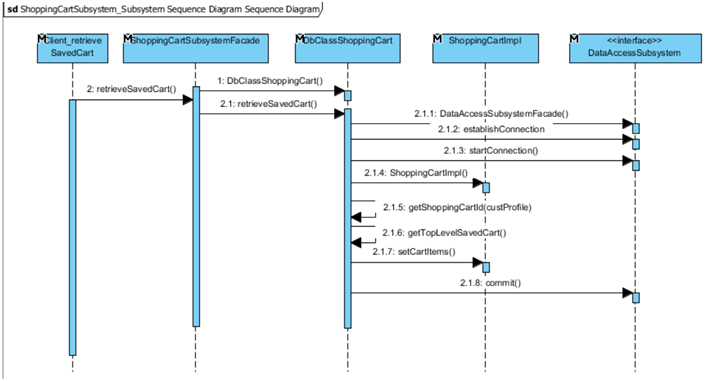 sd ShoppingCartSubsystem_Subsystem Sequence Diagram Sequence Diagram
Client_retrieve
SavedCart
ShoppingCartSubsystemFacade
DbClassShoppingCart
ShoppingCartImpl
<<interface>>
DataAccessSubsystem
1: DbClassShoppingCart()
2: retrieveSavedCart()
2.1: retrieveSavedCart()
2.1.1: DataAccessSubsystemFacade()
2.1.2: establishConnection
2.1.3: startConnection()
2.1.4: ShoppingCartImpl()
2.1.5: getShoppingCartId(custProfile)
2.1.6: getTopLevelSavedCart()
2.1.7: setCartItems()
2.1.8: commit()